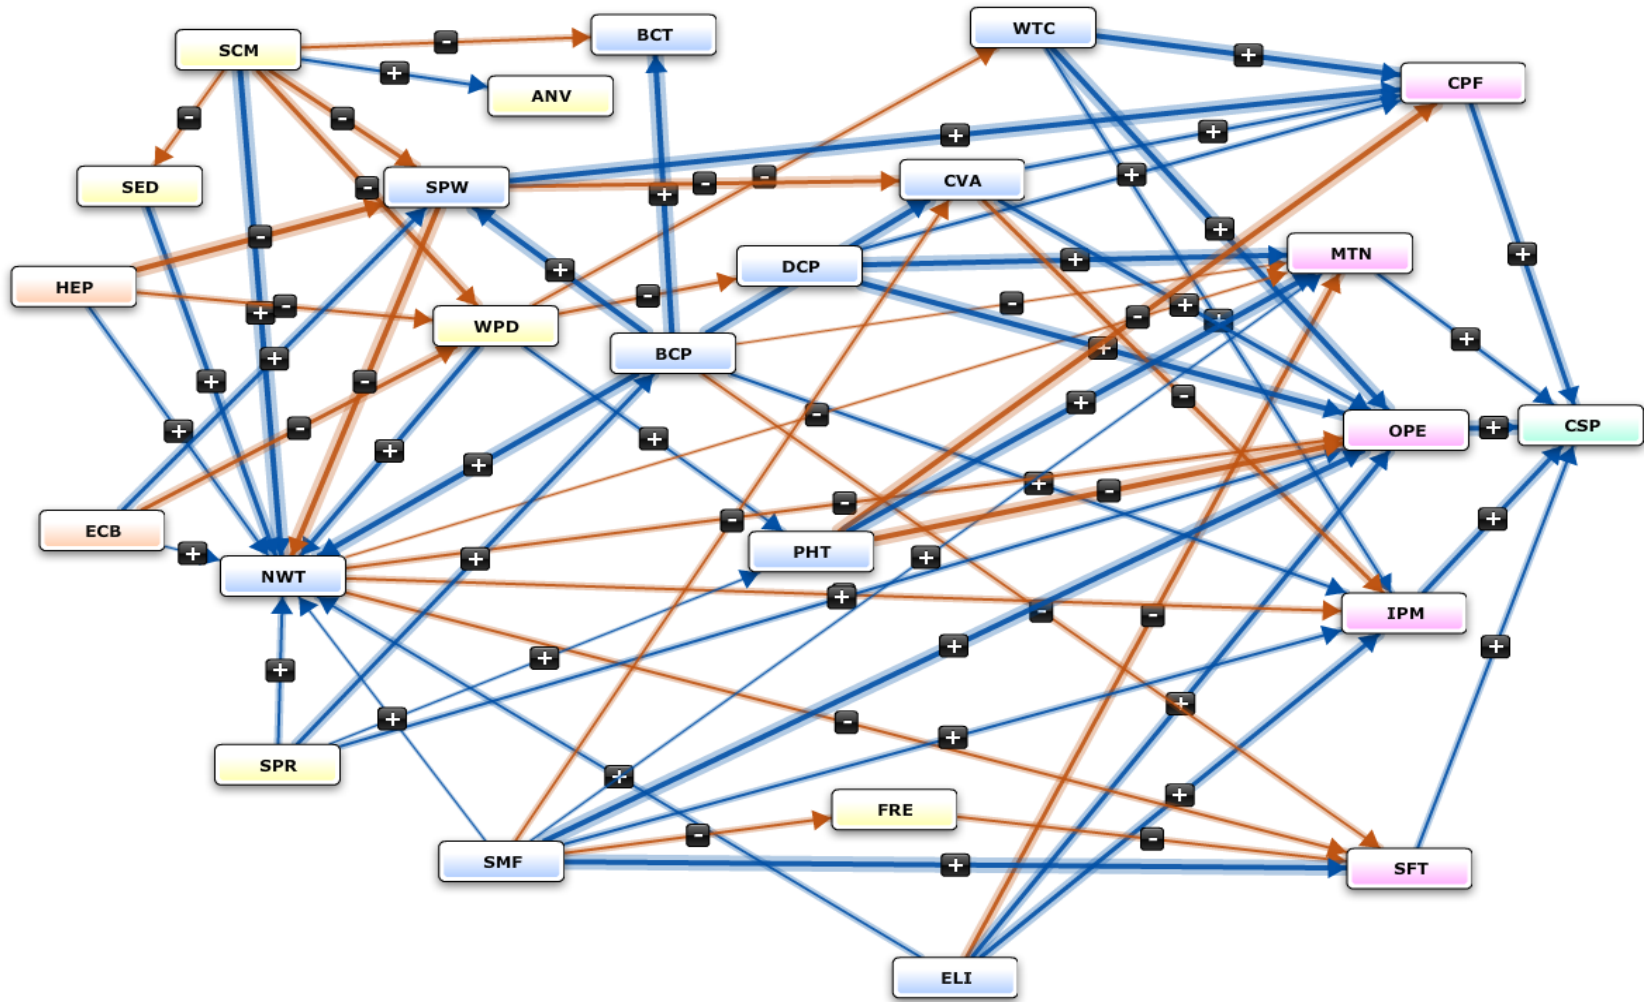 WTC
BCT
SCM
CPF
ANV
CVA
SED
SPW
MTN
DCP
HEP
WPD
BCP
CSP
OPE
ECB
PHT
NWT
IPM
SPR
FRE
SMF
SFT
ELI